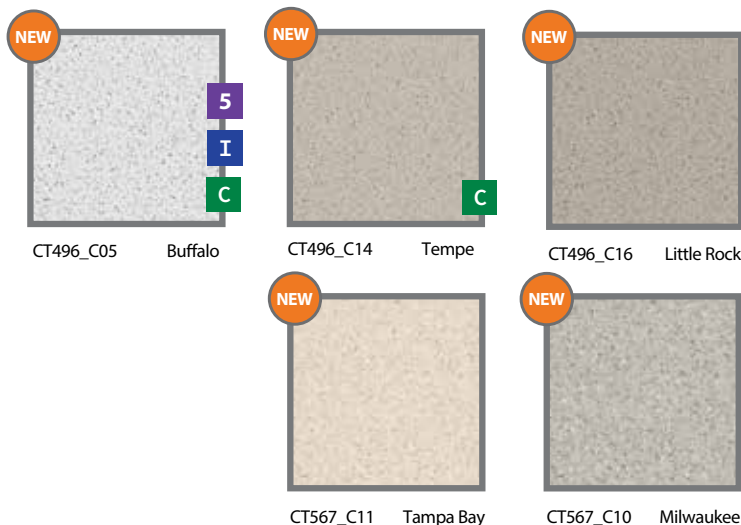 NEW
5
I
C
CT496_C05 Buffalo
NEW
C
CT496_C14 Tempe
NEW
CT496_C16 Little Rock
NEW
CT567_C11 Tampa Bay
NEW
CT567_C10 Milwaukee